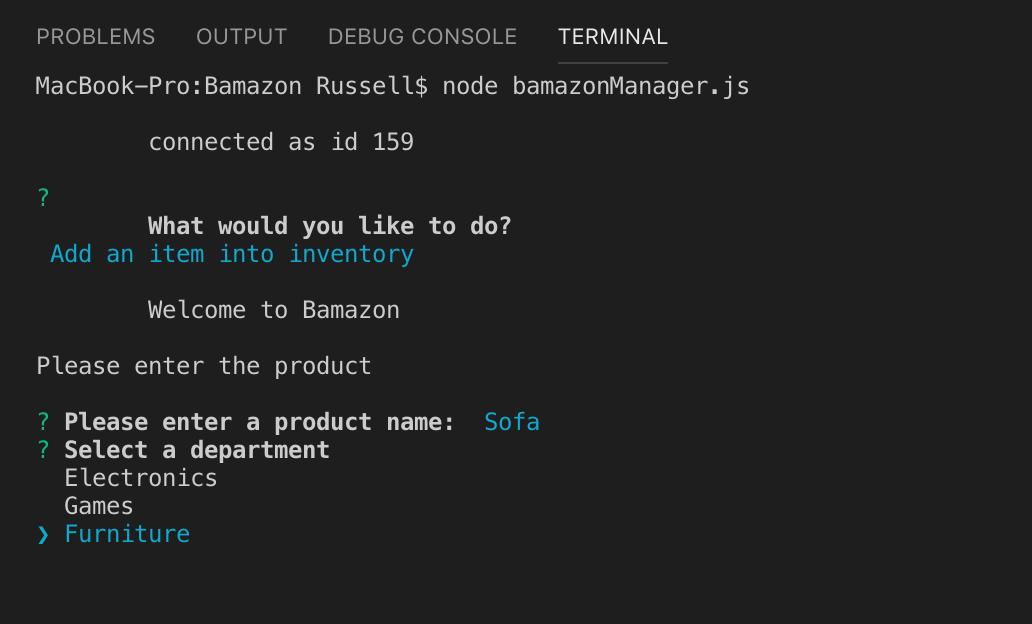 PROBLEMS OUTPUT DEBUG CONSOLE TERMINAL
MacBook-Pro:Bamazon Russell$ node bamazonManager.js
connected as id 159
?
What would you like to do?
Add an item into inventory
Welcome to Bamazon
Please enter the product
? Please enter a product name: Sofa
? Select a department
Electronics
Games
❯ Furniture